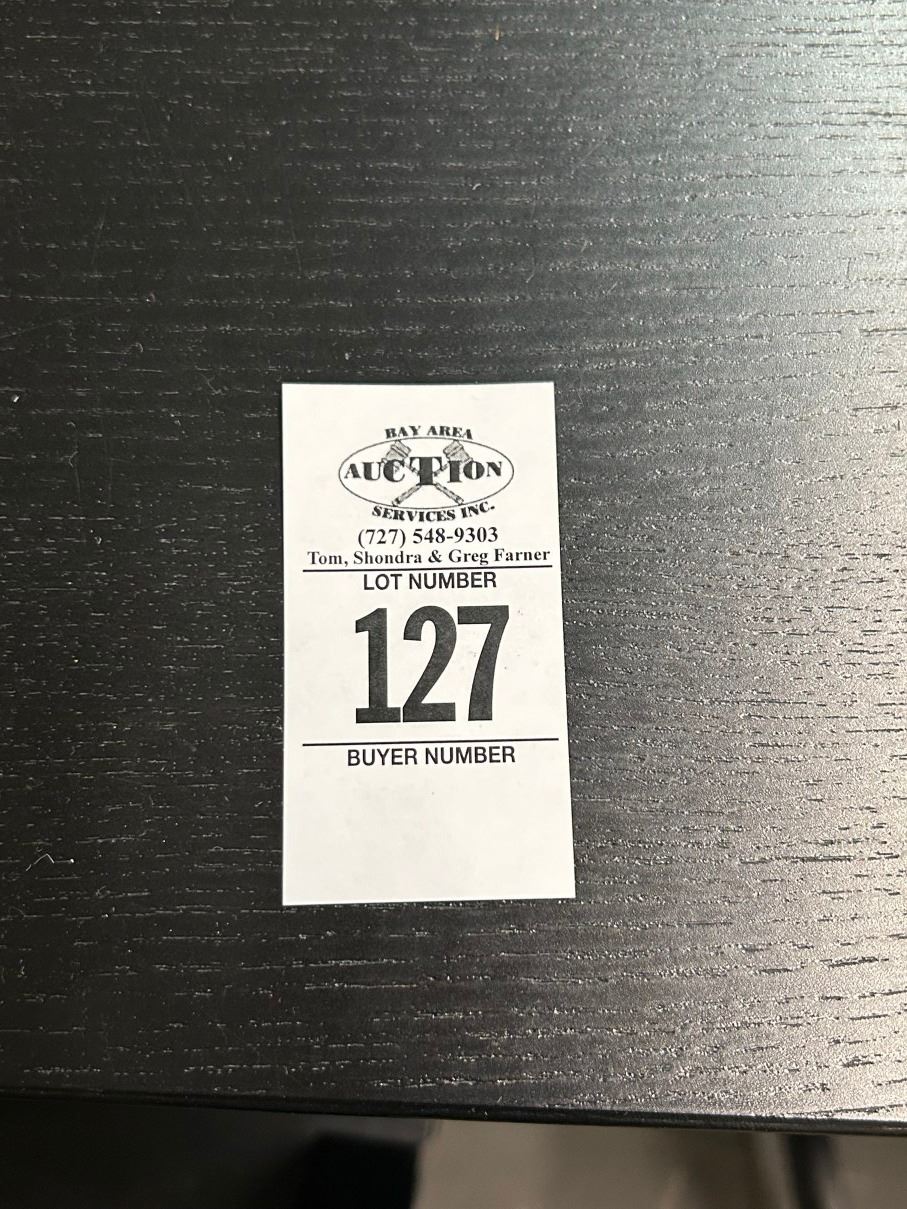 BAY AREA
AUCTION
SERVICES INC.
(727) 548-9303
Tom, Shondra & Greg Farner
LOT NUMBER
127
BUYER NUMBER